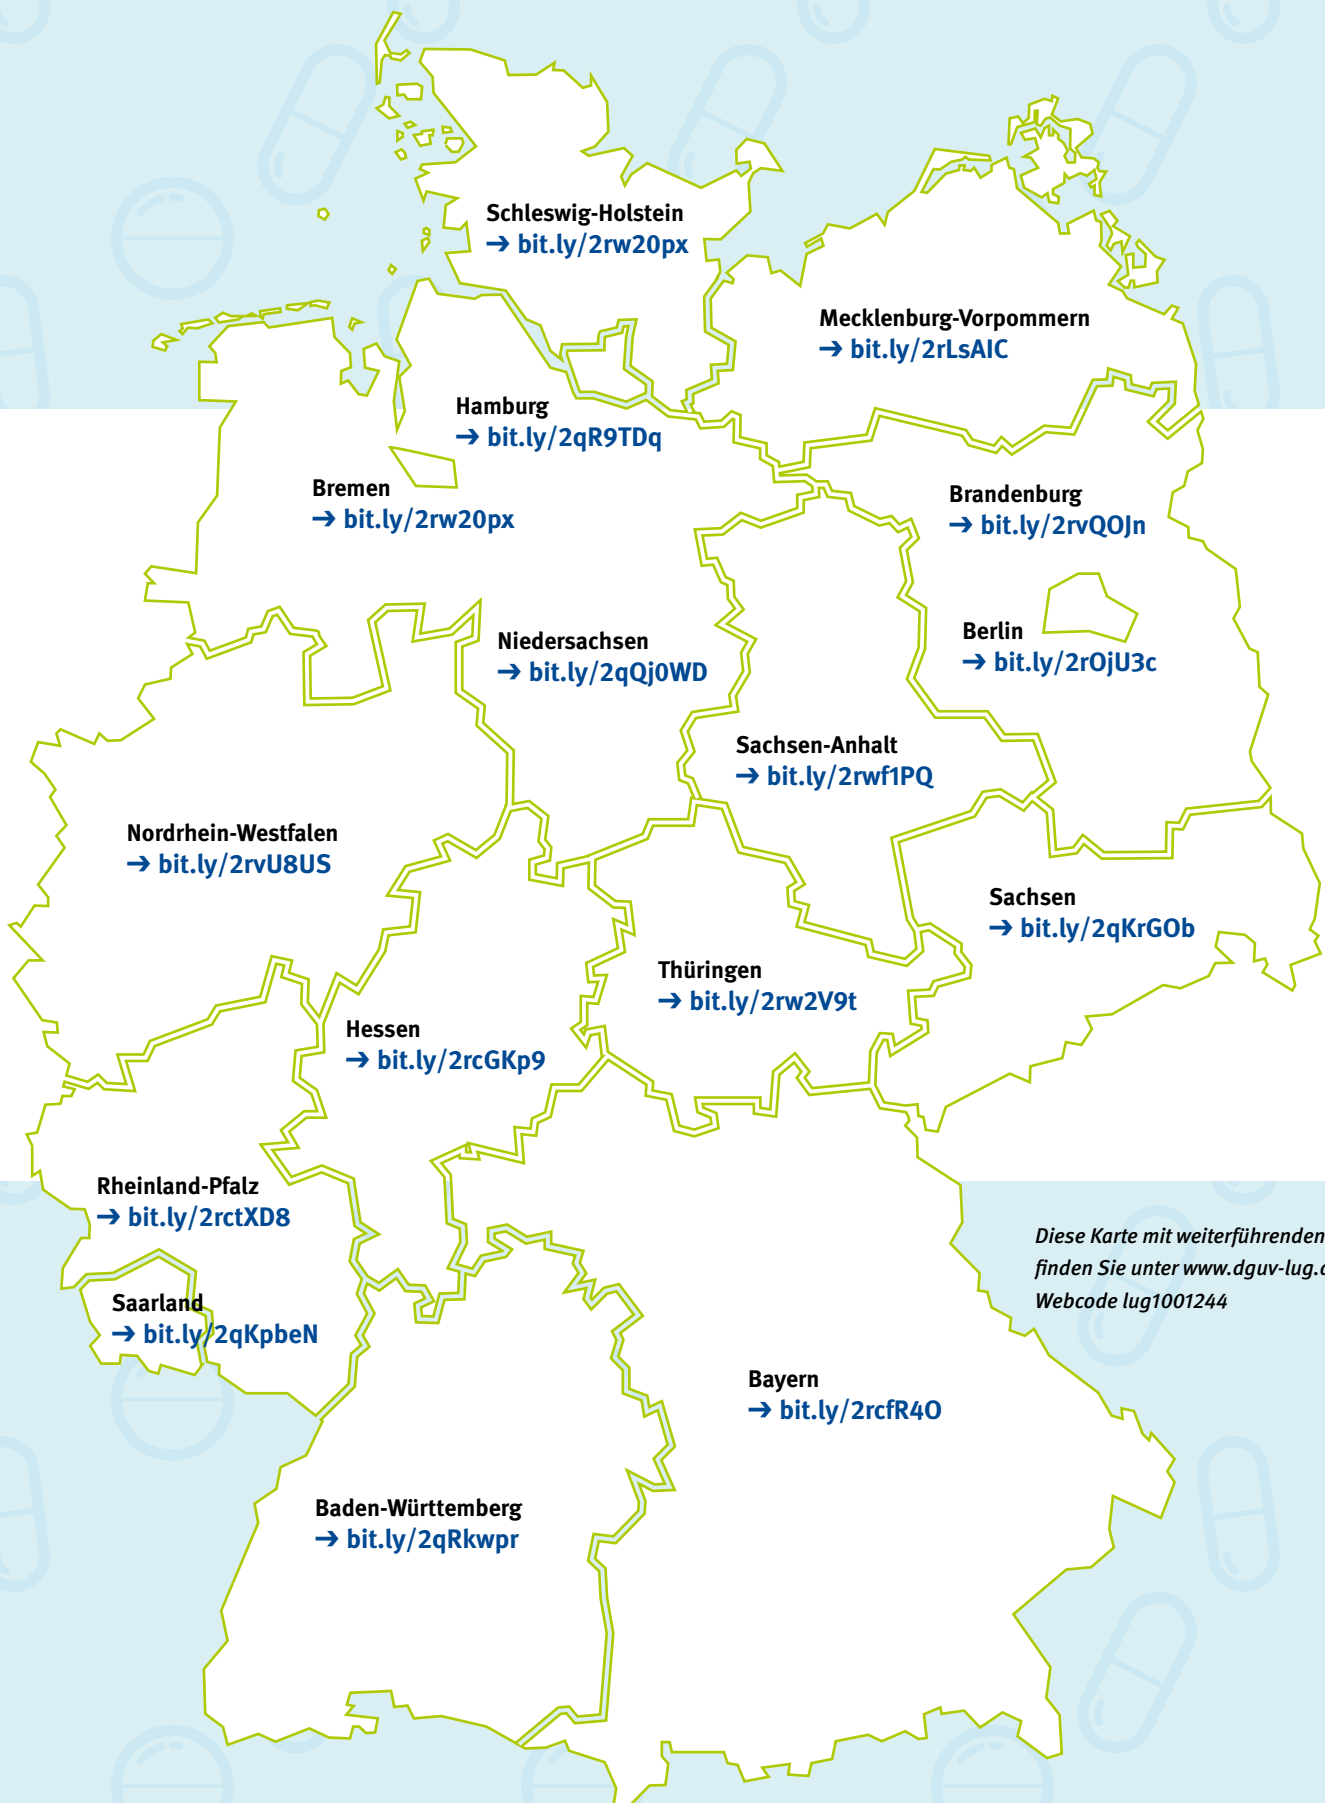 Schleswig-Holstein
➔ bit.ly/2rw20px
Mecklenburg-Vorpommern
➔ bit.ly/2rLsAIC
Hamburg
➔ bit.ly/2qR9TDq
Bremen
➔ bit.ly/2rw20px
Brandenburg
➔ bit.ly/2rvQOJn
Berlin
➔ bit.ly/2rOjU3c
Niedersachsen
➔ bit.ly/2qQj0WD
Sachsen-Anhalt
➔ bit.ly/2rwf1PQ
Nordrhein-Westfalen
➔ bit.ly/2rvU8US
Sachsen
➔ bit.ly/2qKrGOb
Thüringen
➔ bit.ly/2rw2V9t
Hessen
➔ bit.ly/2rcGKp9
Rheinland-Pfalz
➔ bit.ly/2rctXD8
Saarland
➔ bit.ly/2qKpbeN
Diese Karte mit weiterführenden
finden Sie unter www.dguv-lug.
Webcode lug1001244
Bayern
➔ bit.ly/2rcfR4O
Baden-Württemberg
➔ bit.ly/2qRkwpr